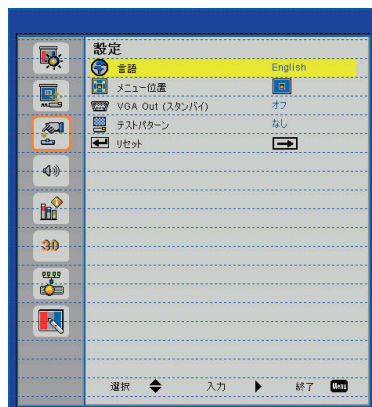 設定
言語 English
メニュー位置
VGA Out (スタンバイ) オフ
テストパターン なし
リセット
3D
選択 入力 終了 Menu